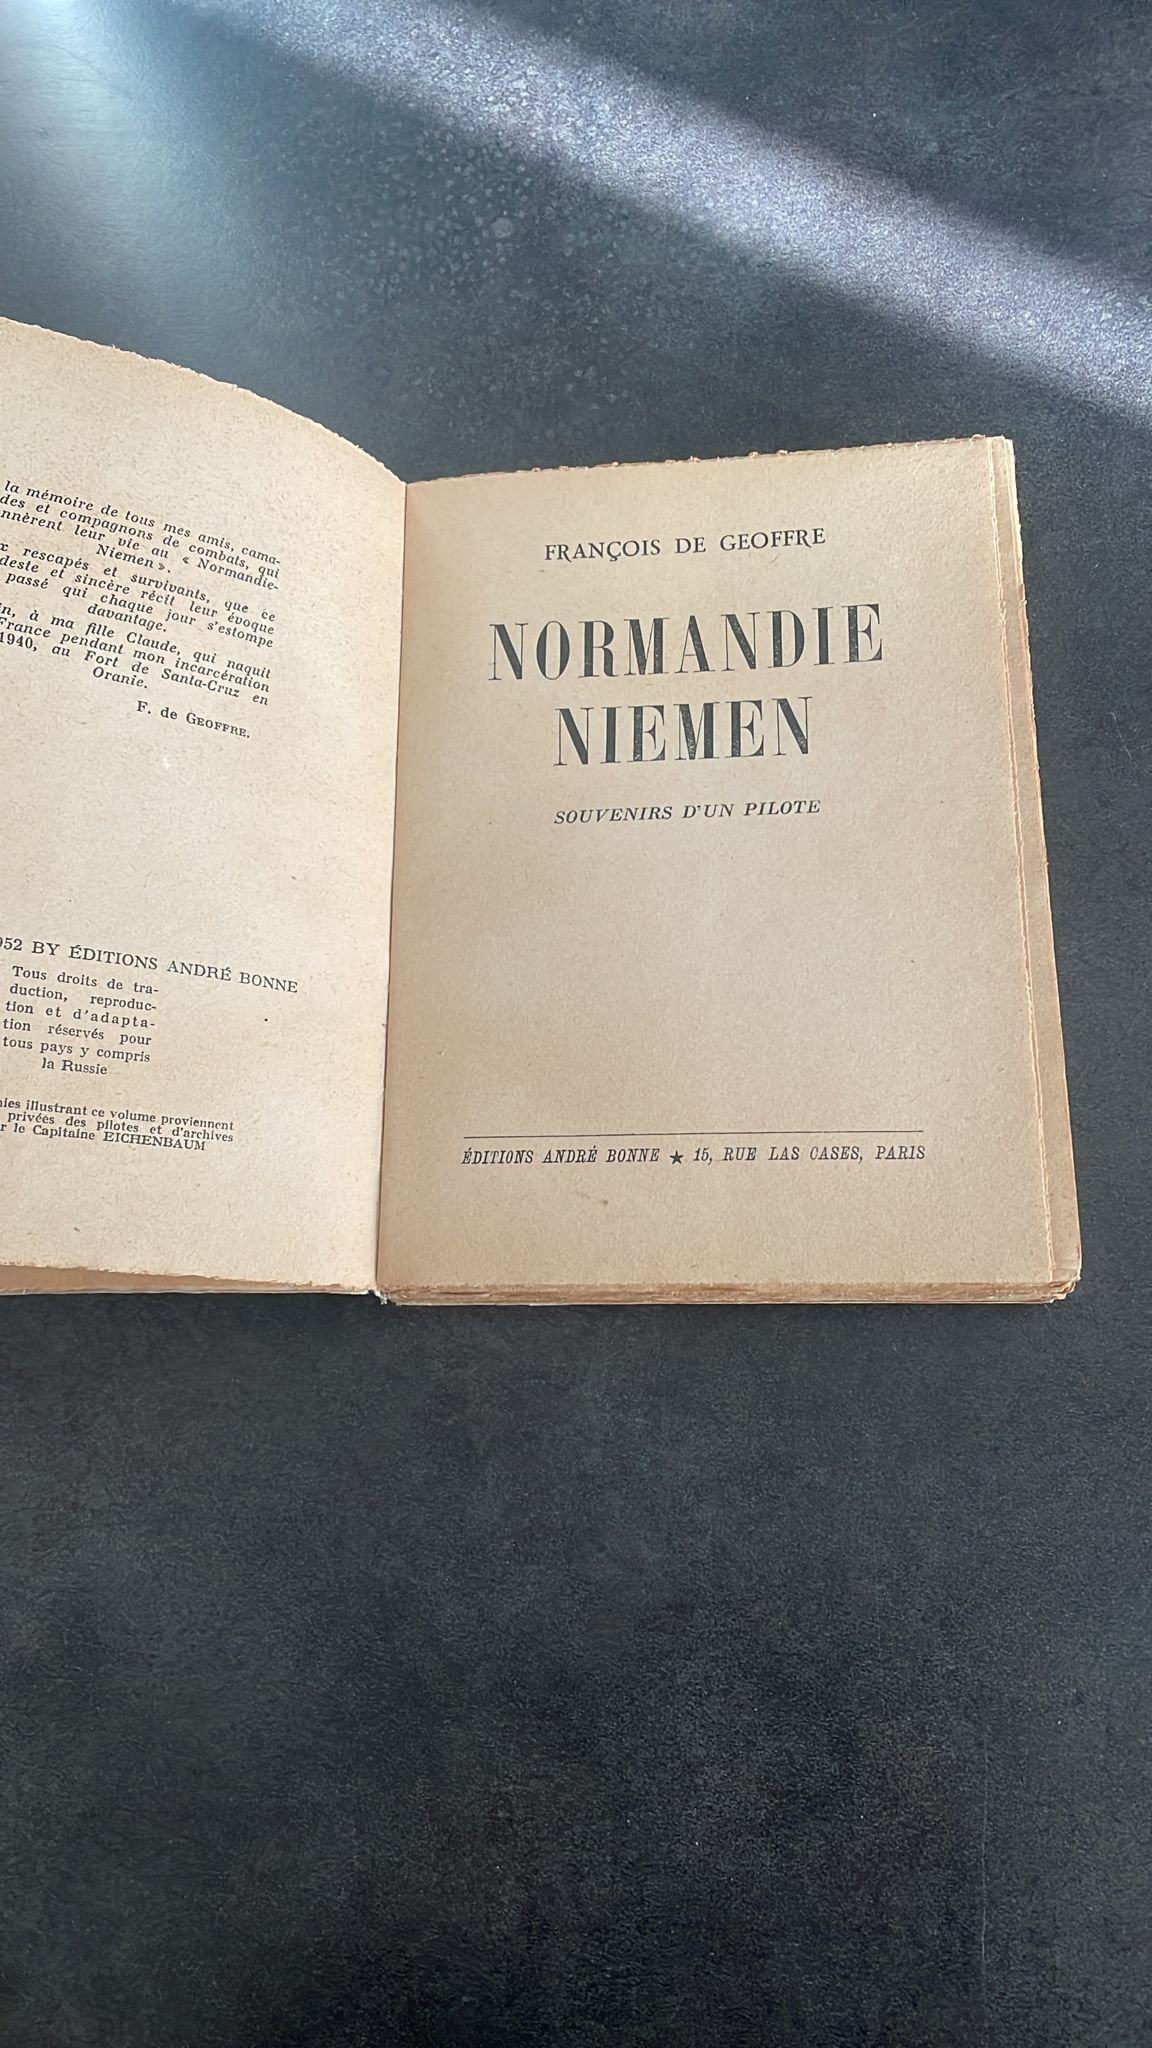 la mémoire de tous mes amis, cama-
des et compagnons de combats, qui
nnèrent leur vie au « Normandie-
Niemen ».
x rescapés et survivants, que ce
deste et sincère récit leur évoque
passé qui chaque jour s'estompe
davantage.
in, à ma fille Claude, qui naquit
France pendant mon incarcération
1940, au Fort de Santa-Cruz en
Oranie.
F. de GEOFFRE.
952 BY ÉDITIONS ANDRÉ BONNE
Tous droits de tra-
duction, reproduc-
tion et d'adapta-
tion réservés pour
tous pays y compris
la Russie
hies illustrant ce volume proviennent
privées des pilotes et d'archives
r le Capitaine EICHENBAUM
FRANÇOIS DE GEOFFRE
NORMANDIE
NIEMEN
SOUVENIRS D'UN PILOTE
ÉDITIONS ANDRÉ BONNE ★ 15, RUE LAS CASES, PARIS